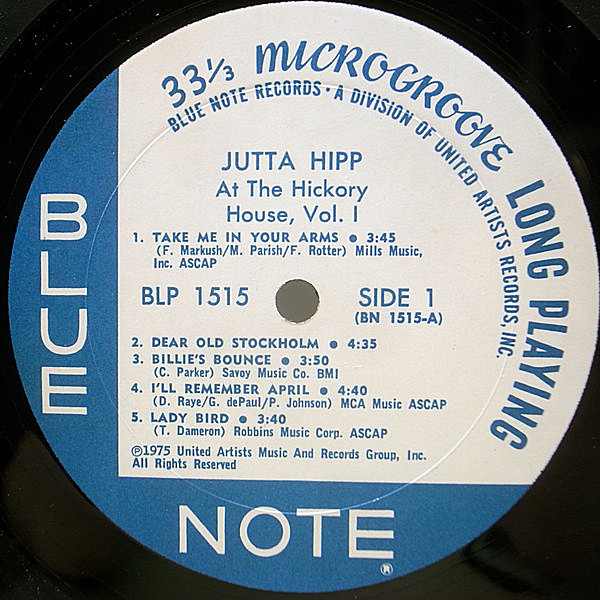 33⅓ MICROGROOVE LONG PLAYING
BLUE NOTE RECORDS • A DIVISION OF UNITED ARTISTS RECORDS, INC.
JUTTA HIPP
At The Hickory
House, Vol. I
1. TAKE ME IN YOUR ARMS ● 3:45
(F. Markush/M. Parish/F. Rotter) Mills Music,
Inc. ASCAP
BLP 1515
SIDE 1
(BN 1515-A)
2. DEAR OLD STOCKHOLM ● 4:35
3. BILLIE'S BOUNCE ● 3:50
(C. Parker) Savoy Music Co. BMI
4. I'LL REMEMBER APRIL ● 4:40
(D. Raye/G. dePaul/P. Johnson) MCA Music ASCAP
5. LADY BIRD ● 3:40
(T. Dameron) Robbins Music Corp. ASCAP
℗1975 United Artists Music And Records Group, Inc.
All Rights Reserved
BLUE
NOTE
®